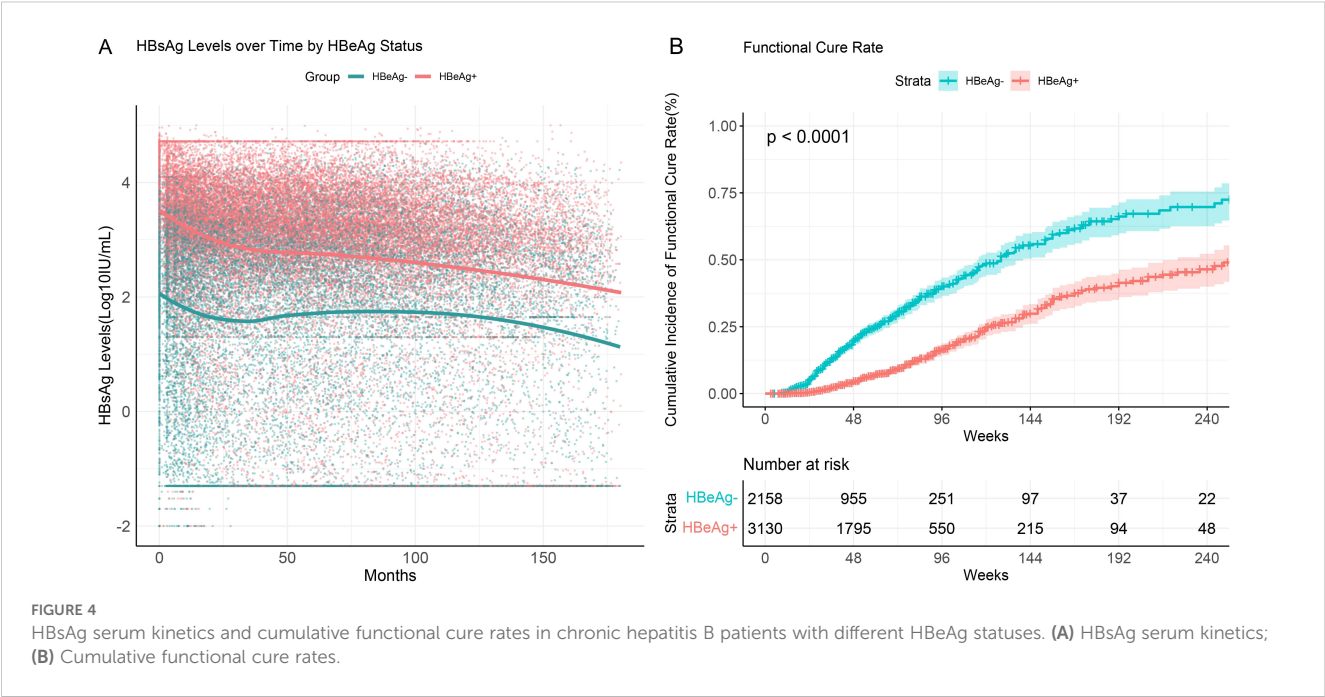 A
HBsAg Levels over Time by HBeAg Status
Group HBeAg- HBeAg+
HBsAg Levels(Log10IU/mL)
4
2
0
-2
0 50 100 150
Months
B
Functional Cure Rate
Strata HBeAg- HBeAg+
Cumulative Incidence of Functional Cure Rate(%)
p < 0.0001
1.00
0.75
0.50
0.25
0.00
0 48 96 144 192 240
Weeks
Number at risk
Strata
HBeAg- 2158 955 251 97 37 22
HBeAg+ 3130 1795 550 215 94 48
0 48 96 144 192 240
Weeks
FIGURE 4
HBsAg serum kinetics and cumulative functional cure rates in chronic hepatitis B patients with different HBeAg statuses. (A) HBsAg serum kinetics;
(B) Cumulative functional cure rates.